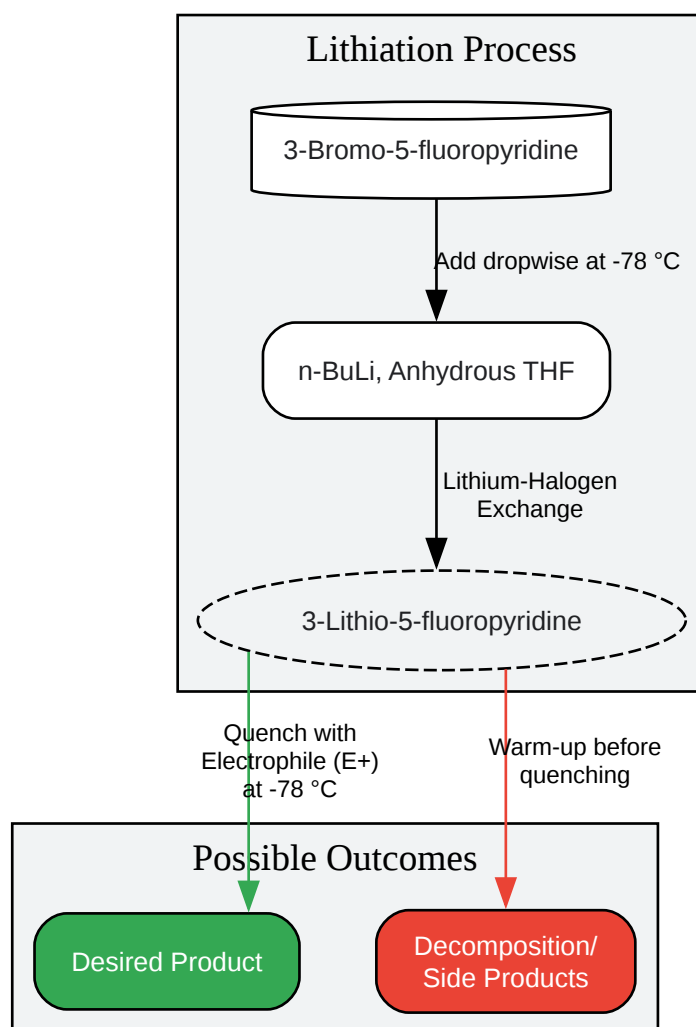 Lithiation Process
3-Bromo-5-fluoropyridine
Add dropwise at -78 °C
n-BuLi, Anhydrous THF
Lithium-Halogen
Exchange
3-Lithio-5-fluoropyridine
Quench with
Electrophile (E+)
at -78 °C
Warm-up before
quenching
Possible Outcomes
Desired Product
Decomposition/
Side Products